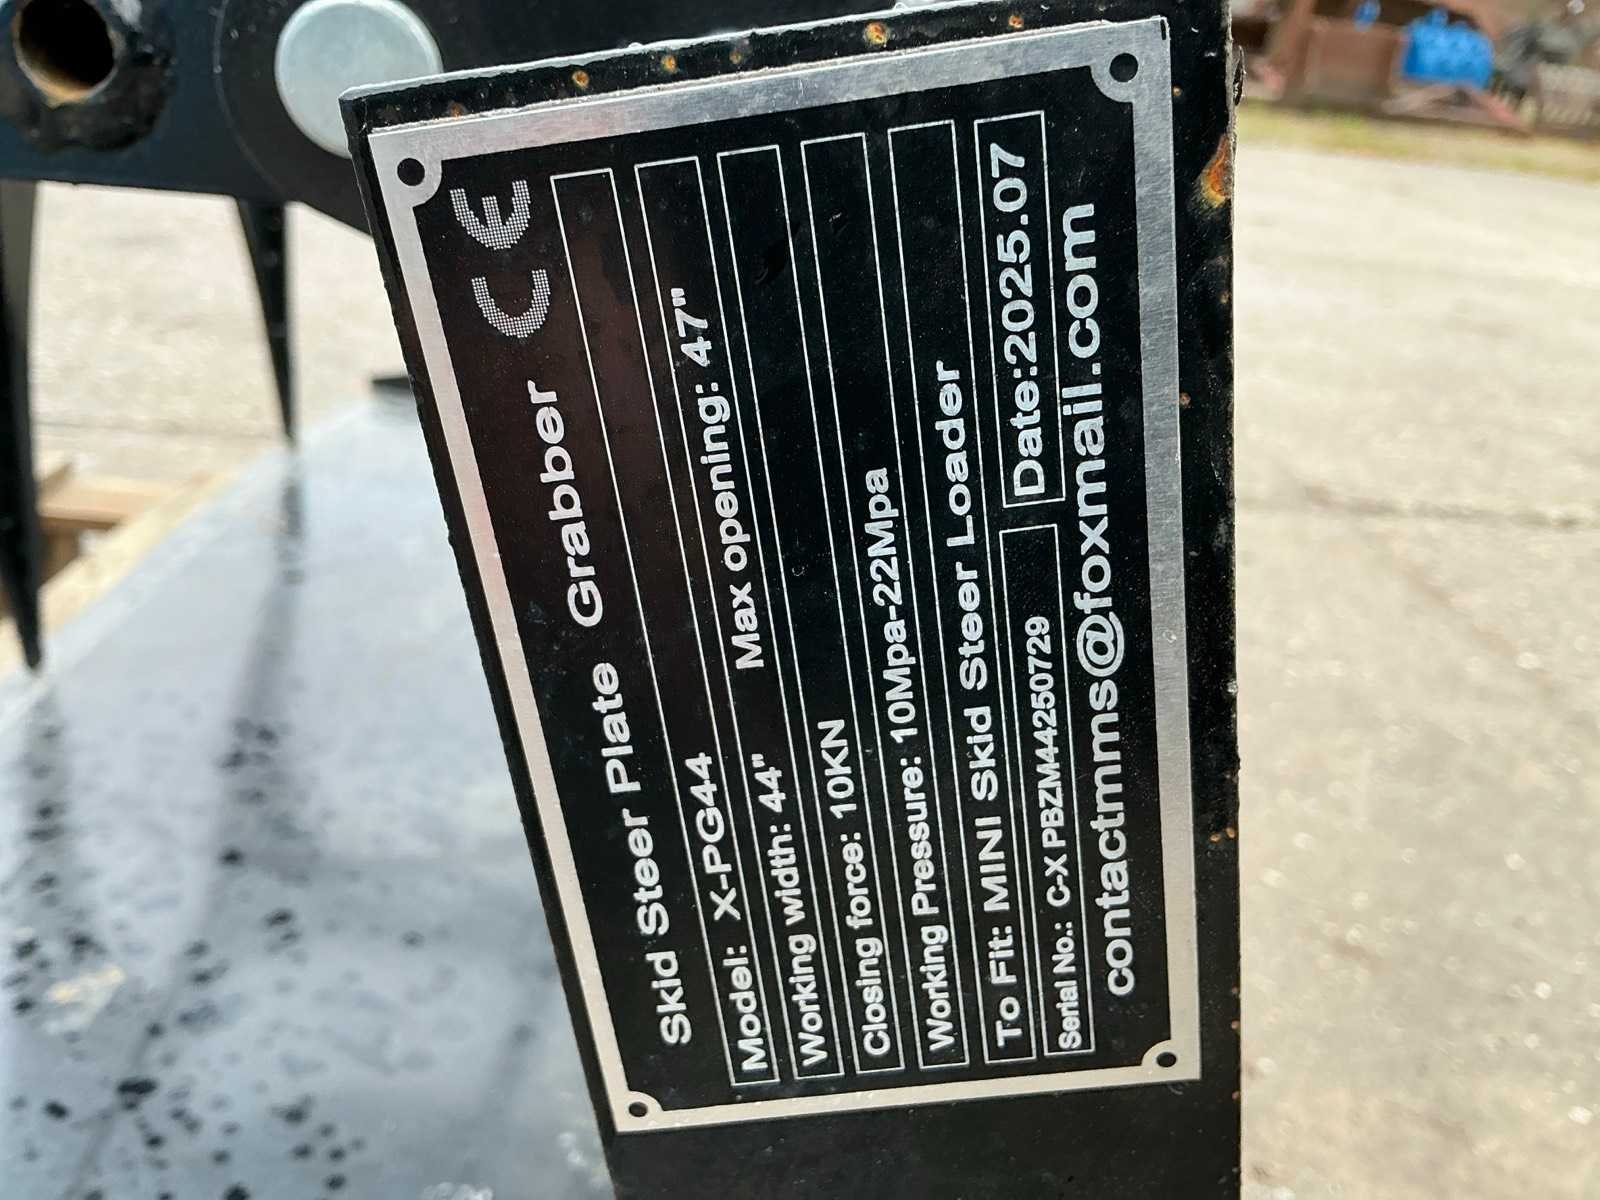 Skid Steer Plate Grabber CE
Model: X-PG44
Working width: 44" Max opening: 47"
Closing force: 10KN
Working Pressure: 10Mpa-22Mpa
To Fit: MINI Skid Steer Loader
Serial No.: C-X PBZM44250729 Date:2025.07
contactmms@foxmail.com